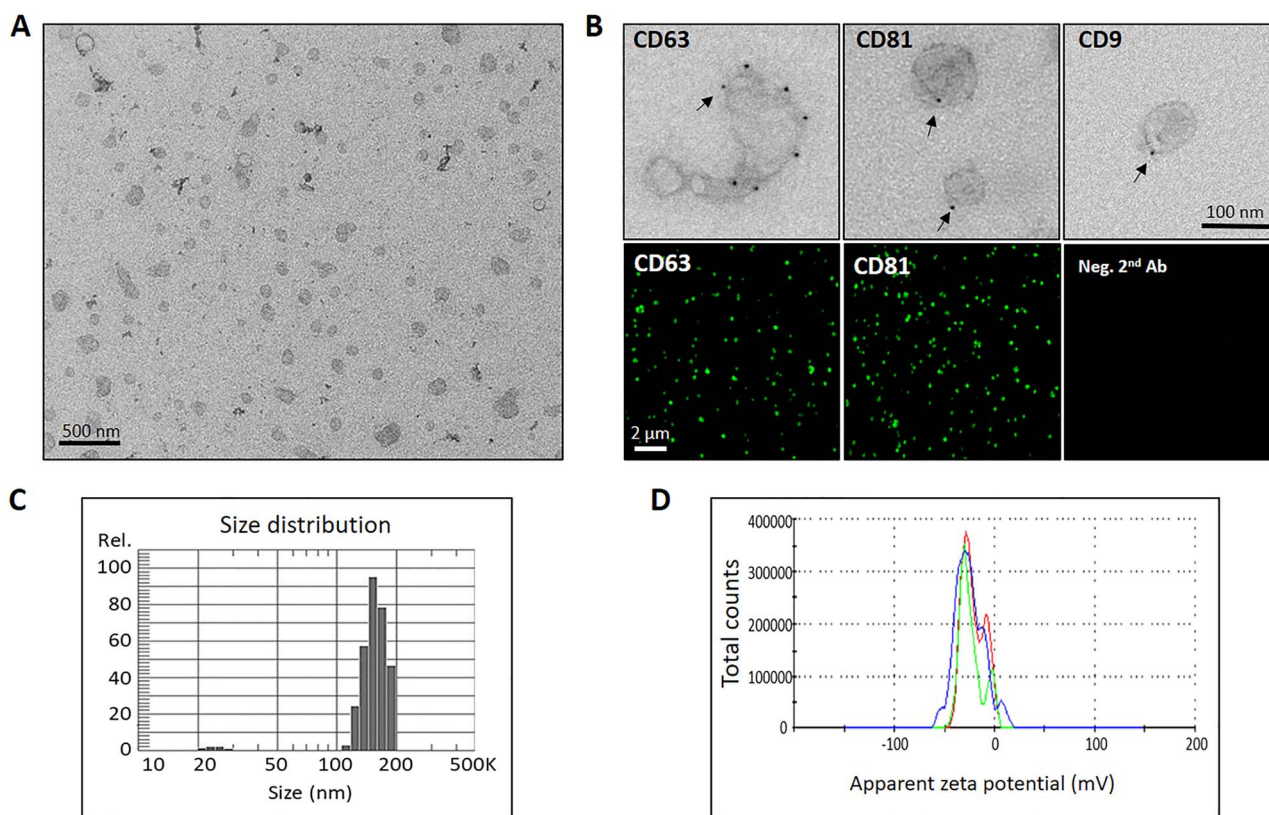 A
500 nm
B
CD63
CD81
CD9
100 nm
CD63
CD81
Neg. 2nd Ab
2 µm
C
Size distribution
Rel.
100
80
60
40
20
0
10 20 50 100 200 500K
Size (nm)
D
400000
300000
200000
100000
0
Total counts
-100 0 100 200
Apparent zeta potential (mV)